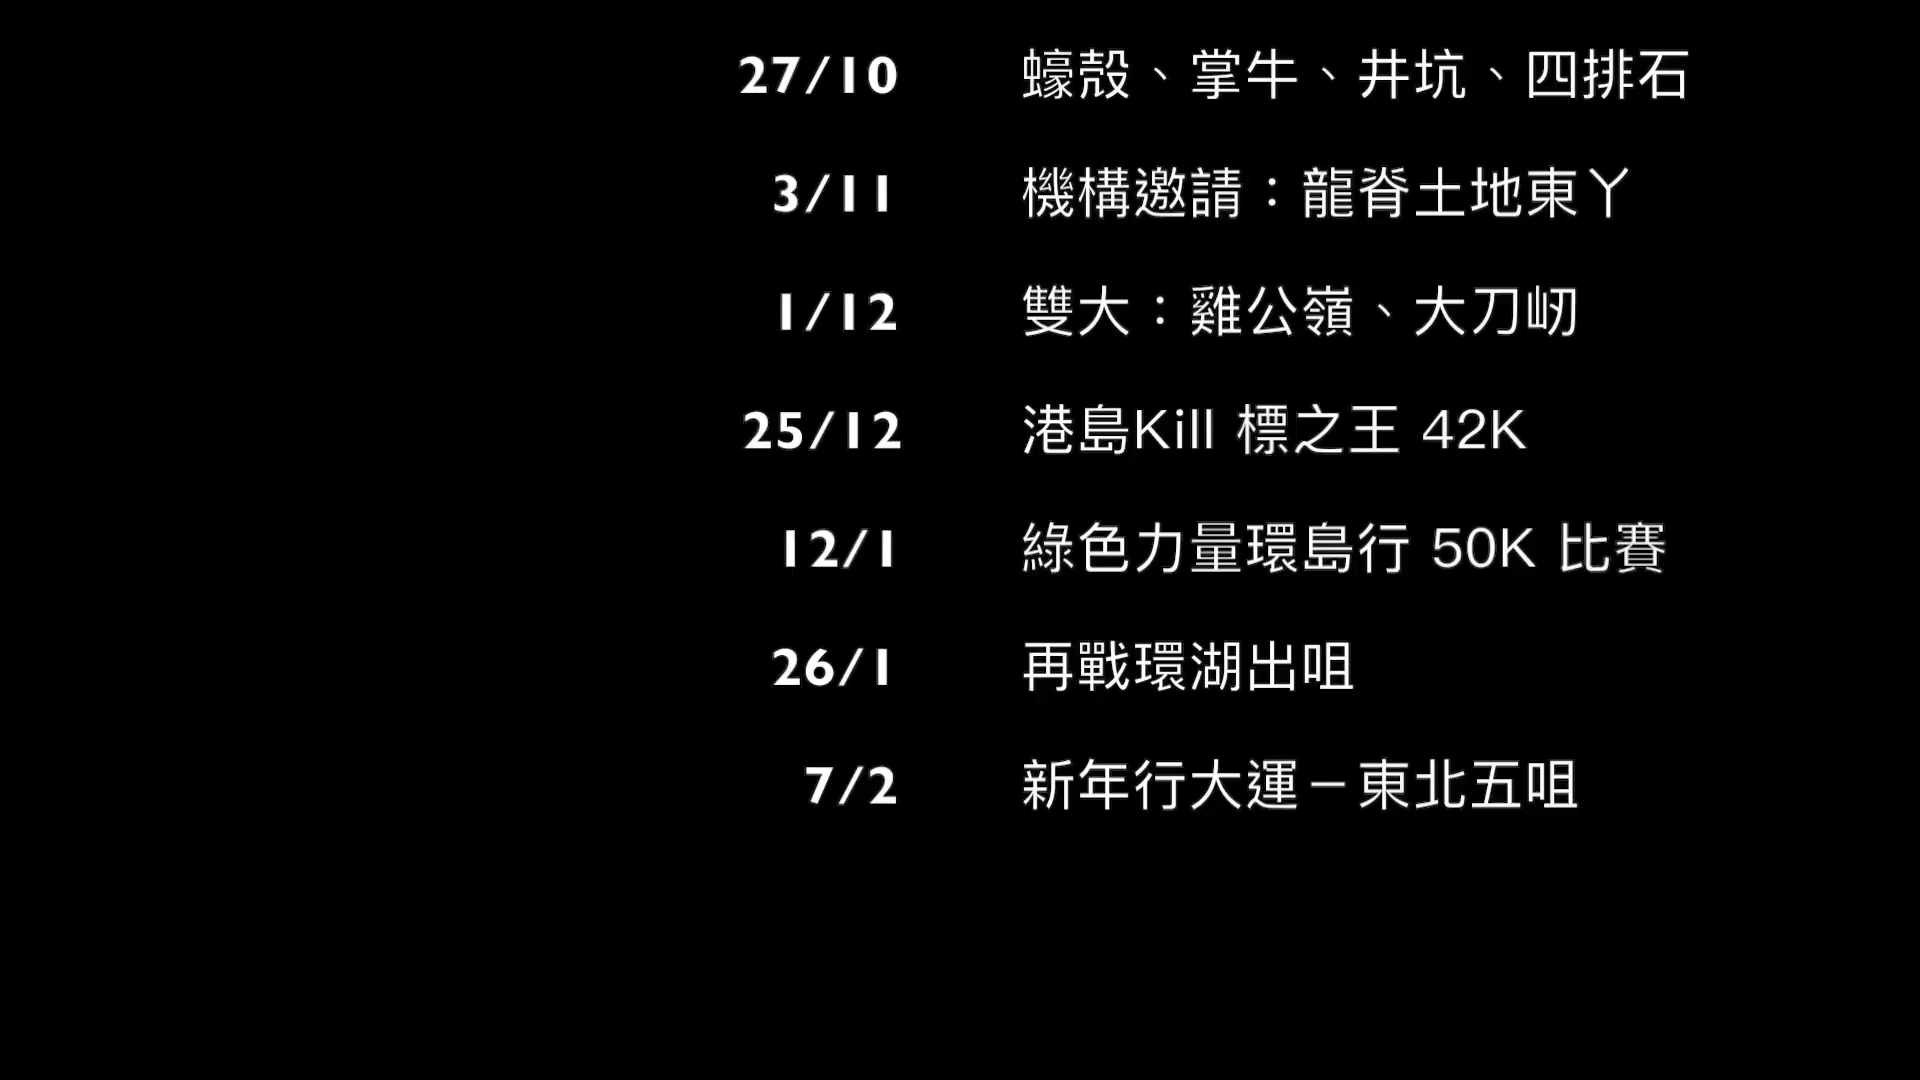 27/10 蠔殼、掌牛、井坑、四排石
3/11 機構邀請：龍脊土地東丫
1/12 雙大：雞公嶺、大刀屻
25/12 港島Kill 標之王 42K
12/1 綠色力量環島行 50K 比賽
26/1 再戰環湖出咀
7/2 新年行大運－東北五咀